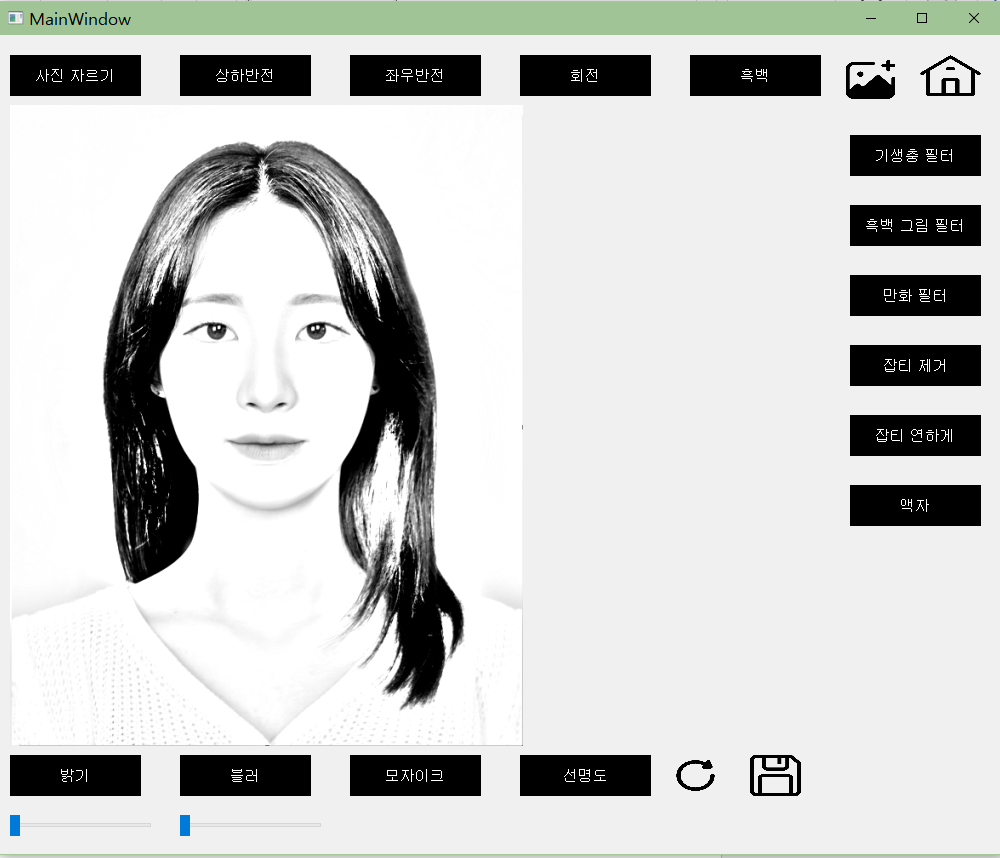 MainWindow
사진 자르기
상하반전
좌우반전
회전
흑백
기생충 필터
흑백 그림 필터
만화 필터
잡티 제거
잡티 연하게
액자
밝기
블러
모자이크
선명도